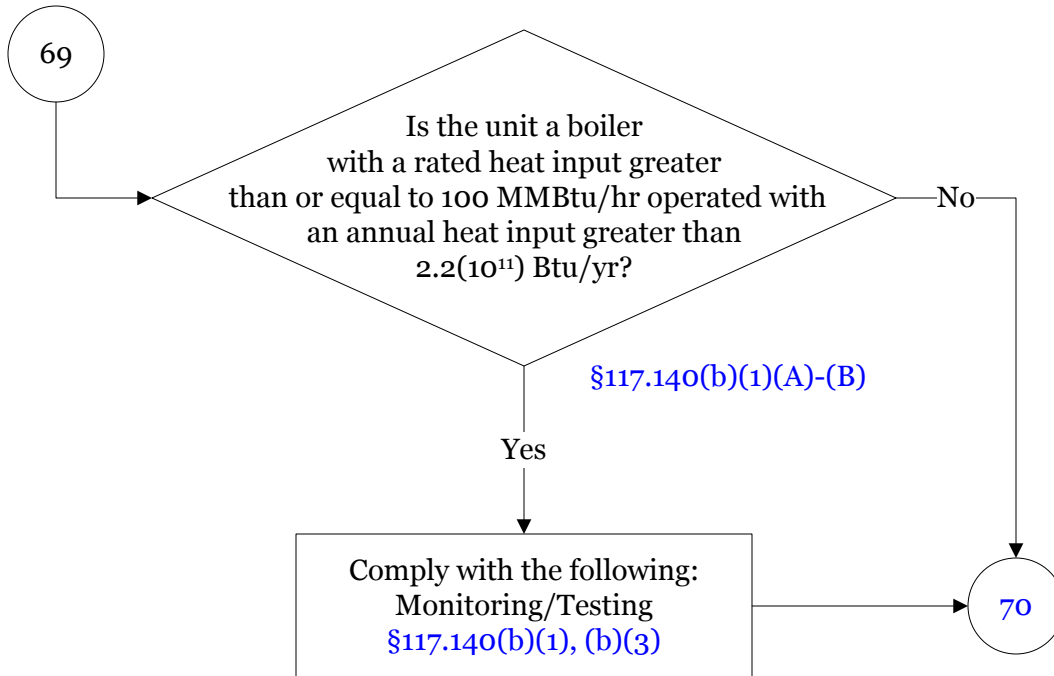 69
Is the unit a boiler
with a rated heat input greater
than or equal to 100 MMBtu/hr operated with
an annual heat input greater than
2.2(10¹¹) Btu/yr?
No
§117.140(b)(1)(A)-(B)
Yes
Comply with the following:
Monitoring/Testing
§117.140(b)(1), (b)(3)
70